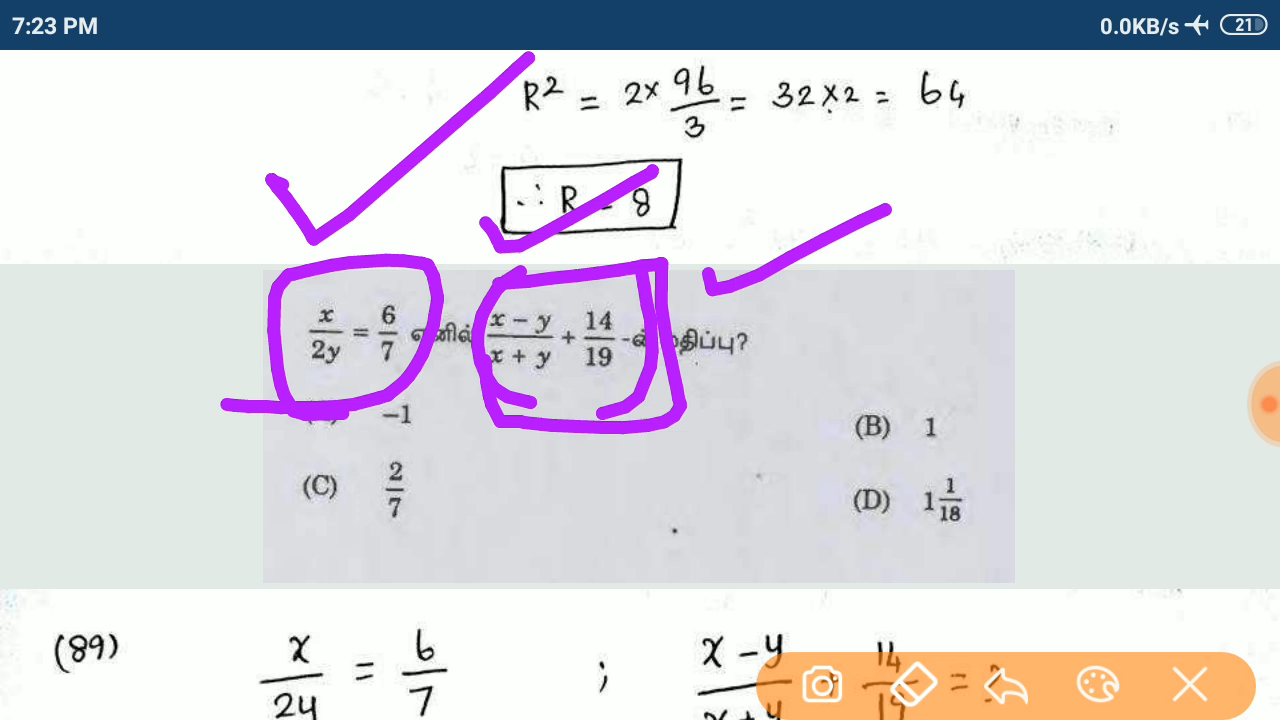 7:23 PM 0.0KB/s 21
R² = 2 × 96/3 = 32 × 2 = 64
∴ R = 8
x/2y = 6/7 எனில் (x − y)/(x + y) + 14/19 -ன் மதிப்பு?
−1 (B) 1
(C) 2/7 (D) 1 1/18
(89) x/2y = 6/7 ; (x − y)/(x + y) + 14/19 = ?